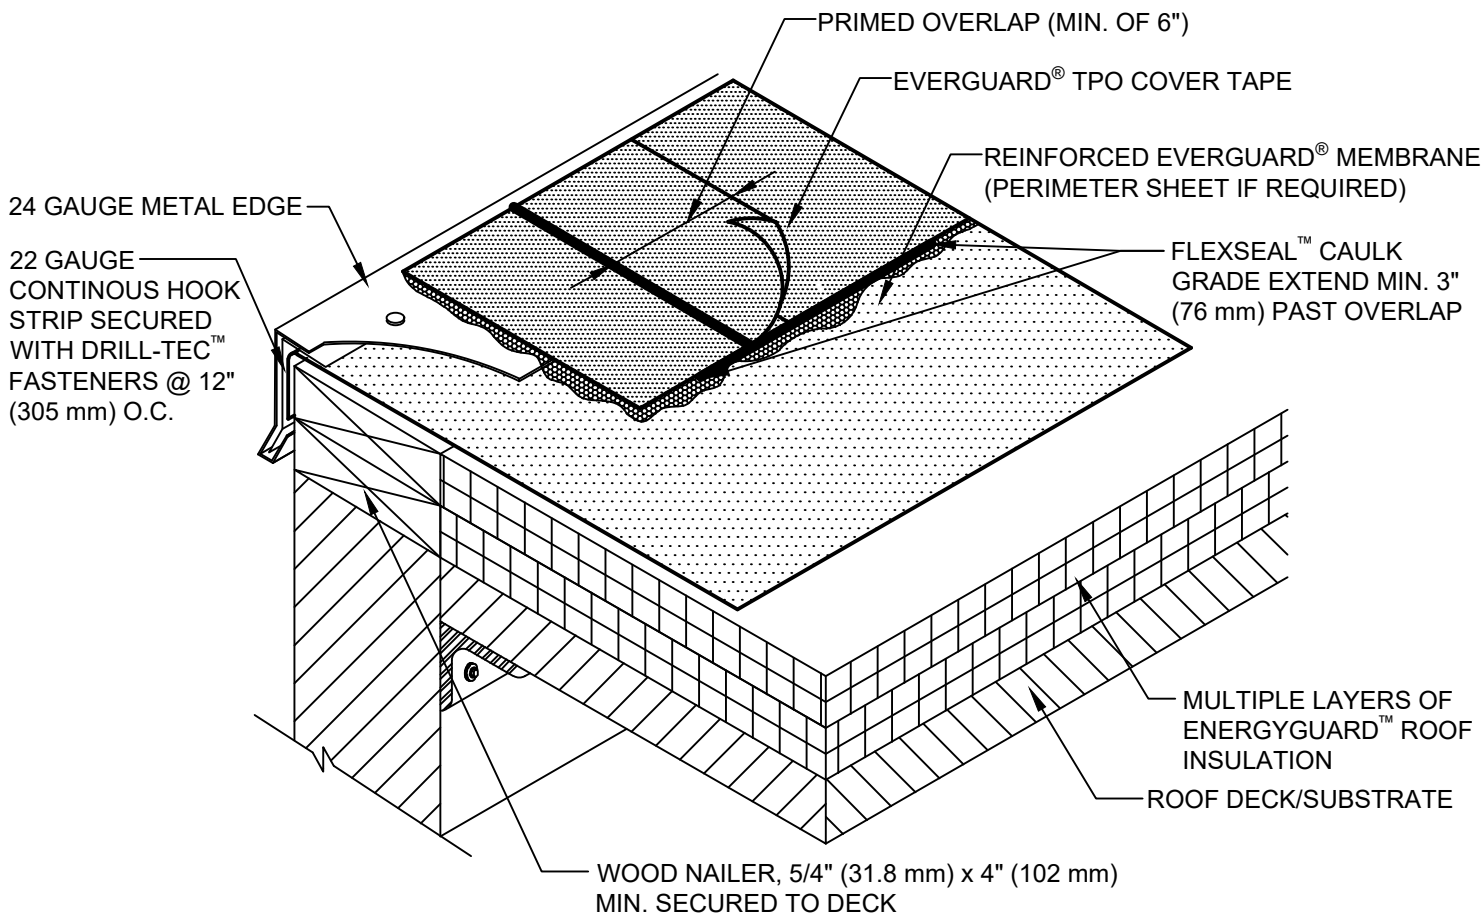 PRIMED OVERLAP (MIN. OF 6")
EVERGUARD® TPO COVER TAPE
REINFORCED EVERGUARD® MEMBRANE
(PERIMETER SHEET IF REQUIRED)
24 GAUGE METAL EDGE
22 GAUGE
CONTINOUS HOOK
STRIP SECURED
WITH DRILL-TEC™
FASTENERS @ 12"
(305 mm) O.C.
FLEXSEAL™ CAULK
GRADE EXTEND MIN. 3"
(76 mm) PAST OVERLAP
MULTIPLE LAYERS OF
ENERGYGUARD™ ROOF
INSULATION
ROOF DECK/SUBSTRATE
WOOD NAILER, 5/4" (31.8 mm) x 4" (102 mm)
MIN. SECURED TO DECK